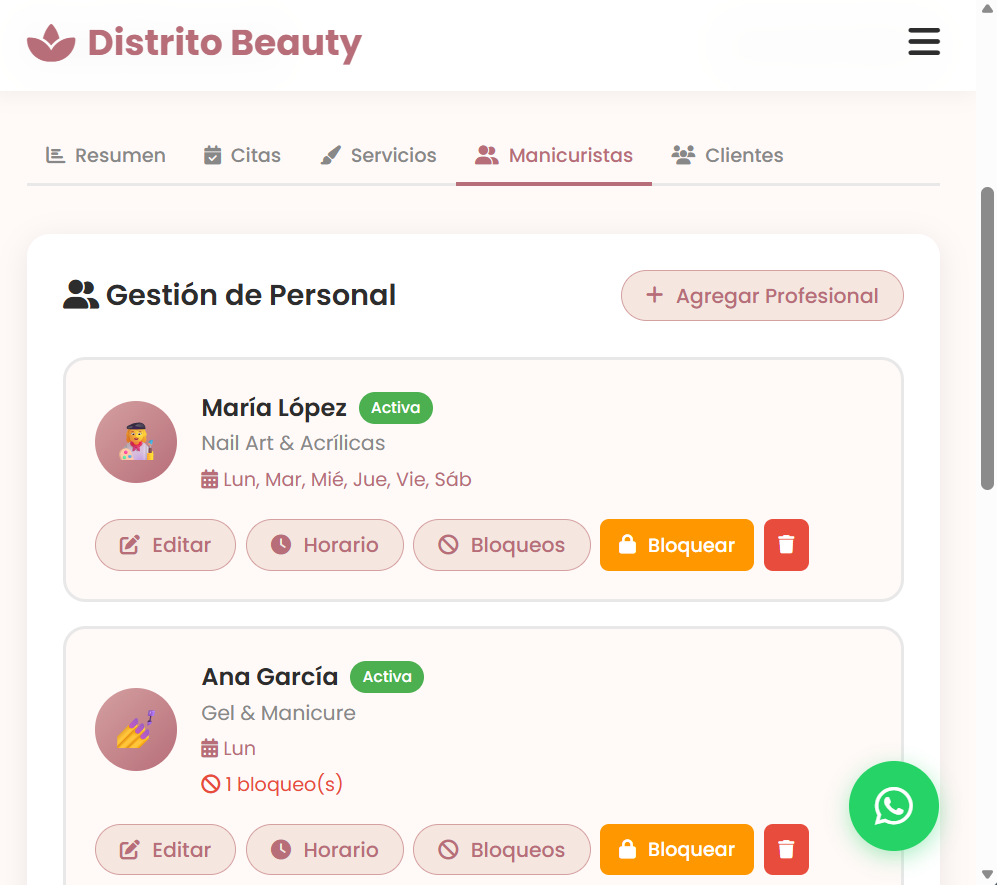 Distrito Beauty
Resumen Citas Servicios Manicuristas Clientes
Gestión de Personal
+ Agregar Profesional
María López Activa
Nail Art & Acrílicas
Lun, Mar, Mié, Jue, Vie, Sáb
Editar Horario Bloqueos Bloquear
Ana García Activa
Gel & Manicure
Lun
1 bloqueo(s)
Editar Horario Bloqueos Bloquear